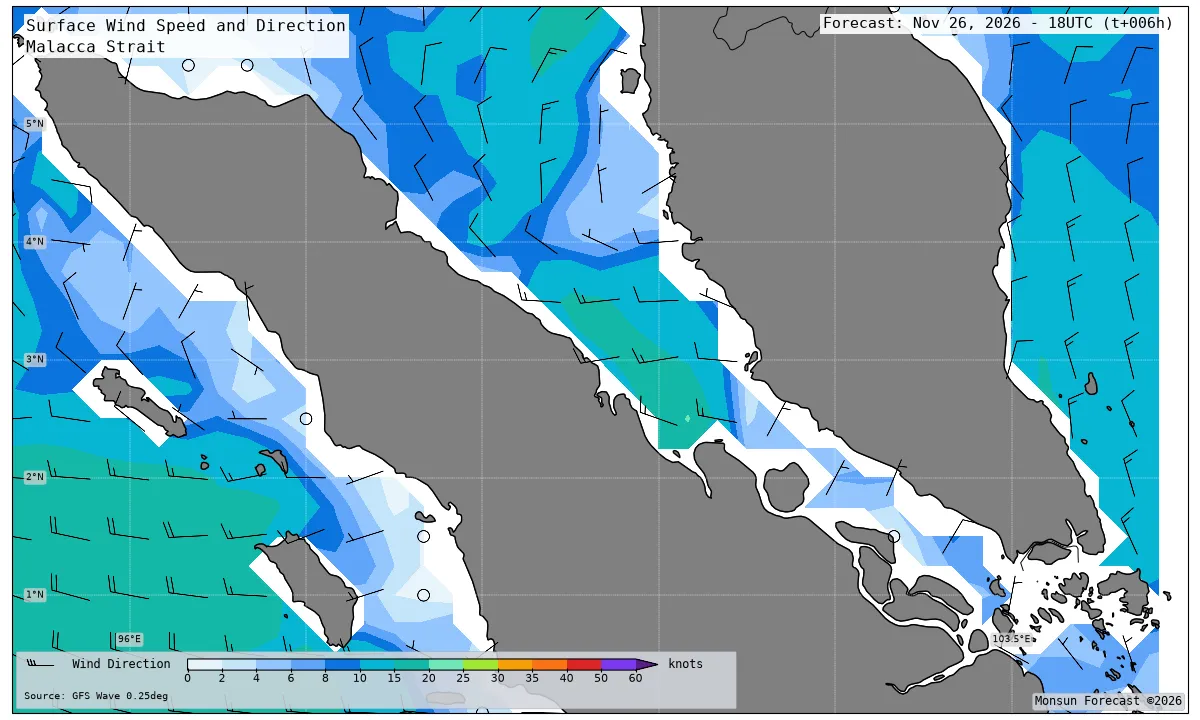 Surface Wind Speed and Direction
Malacca Strait
Forecast: Nov 26, 2026 - 18UTC (t+006h)
5°N
4°N
3°N
2°N
1°N
96°E
103.5°E
Wind Direction
knots
0 2 4 6 8 10 15 20 25 30 35 40 50 60
Source: GFS Wave 0.25deg
Monsun Forecast ©2026